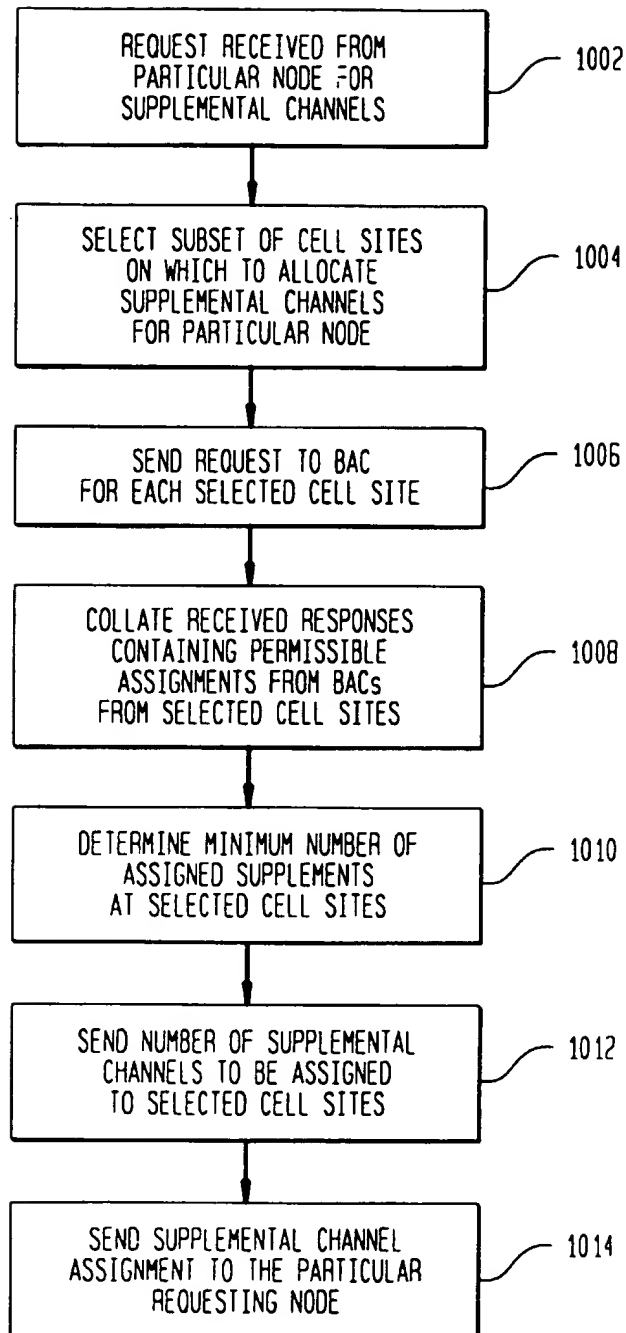 REQUEST RECEIVED FROM
PARTICULAR NODE FOR
SUPPLEMENTAL CHANNELS
1002
SELECT SUBSET OF CELL SITES
ON WHICH TO ALLOCATE
SUPPLEMENTAL CHANNELS
FOR PARTICULAR NODE
1004
SEND REQUEST TO BAC
FOR EACH SELECTED CELL SITE
1006
COLLATE RECEIVED RESPONSES
CONTAINING PERMISSIBLE
ASSIGNMENTS FROM BACs
FROM SELECTED CELL SITES
1008
DETERMINE MINIMUM NUMBER OF
ASSIGNED SUPPLEMENTS
AT SELECTED CELL SITES
1010
SEND NUMBER OF SUPPLEMENTAL
CHANNELS TO BE ASSIGNED
TO SELECTED CELL SITES
1012
SEND SUPPLEMENTAL CHANNEL
ASSIGNMENT TO THE PARTICULAR
REQUESTING NODE
1014